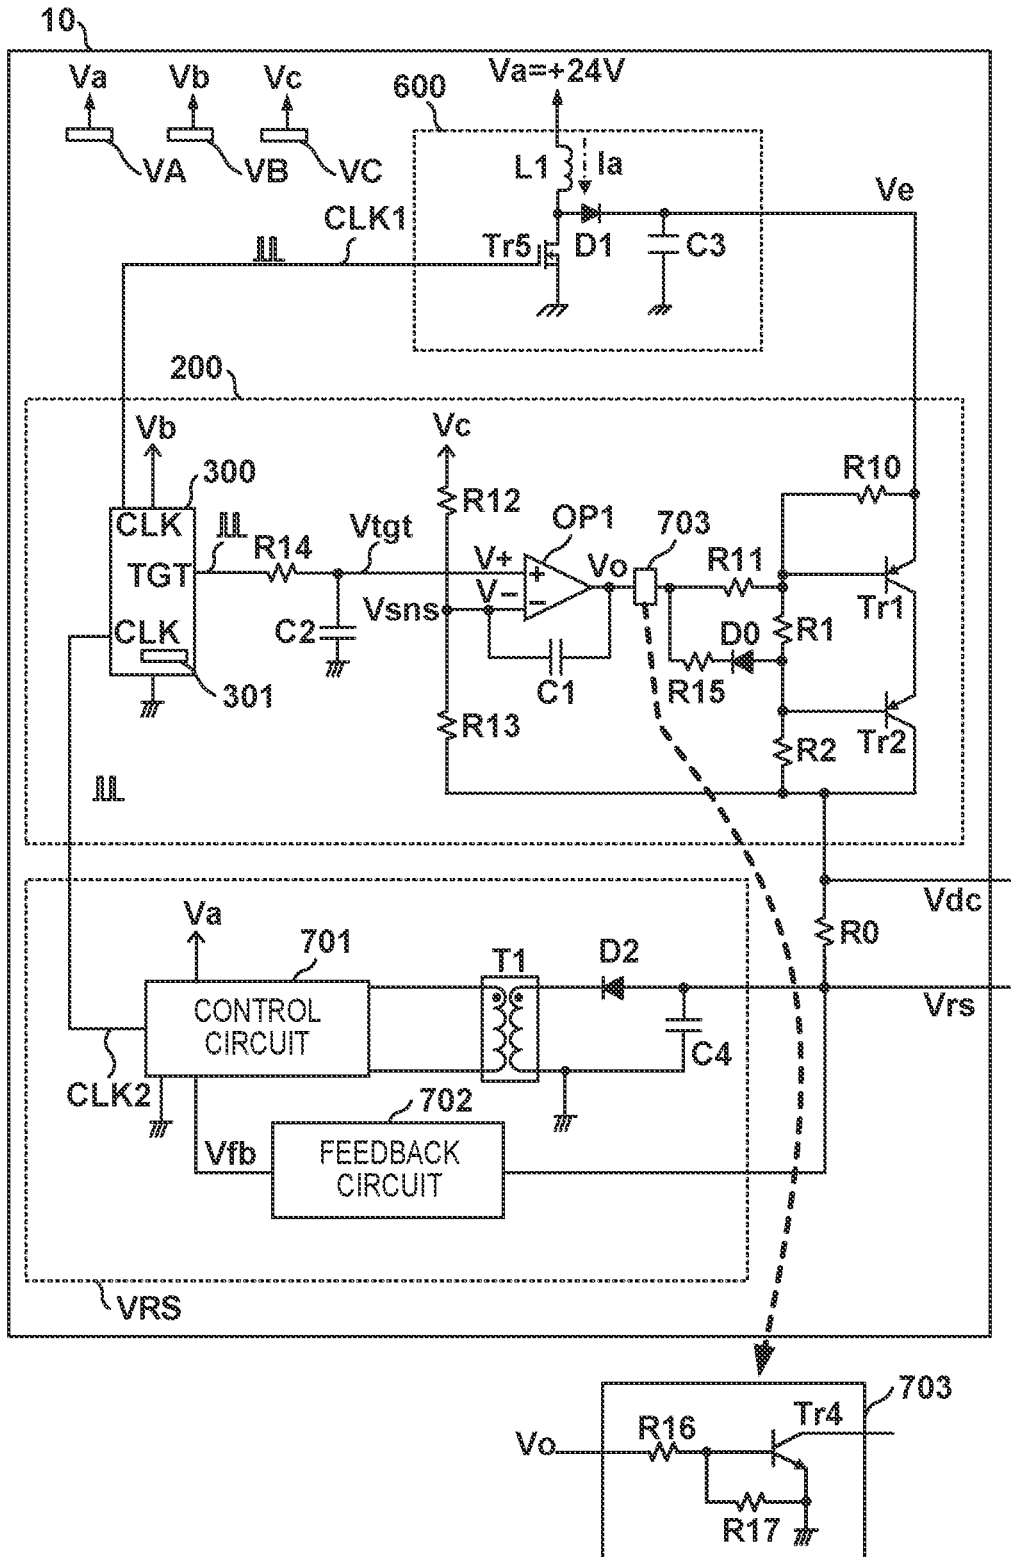 10
Va
Vb
Vc
VA
VB
VC
600
Va=+24V
L1
Ia
Ve
CLK1
Tr5
D1
C3
200
Vb
300
Vc
R10
CLK
R12
OP1
703
TGT
R14
Vtgt
V+
Vo
R11
Tr1
V−
Vsns
CLK
C2
D0
R1
301
C1
R15
R13
R2
Tr2
Va
701
T1
D2
R0
Vdc
CONTROL
CIRCUIT
Vrs
C4
CLK2
702
Vfb
FEEDBACK
CIRCUIT
VRS
703
Tr4
Vo
R16
R17